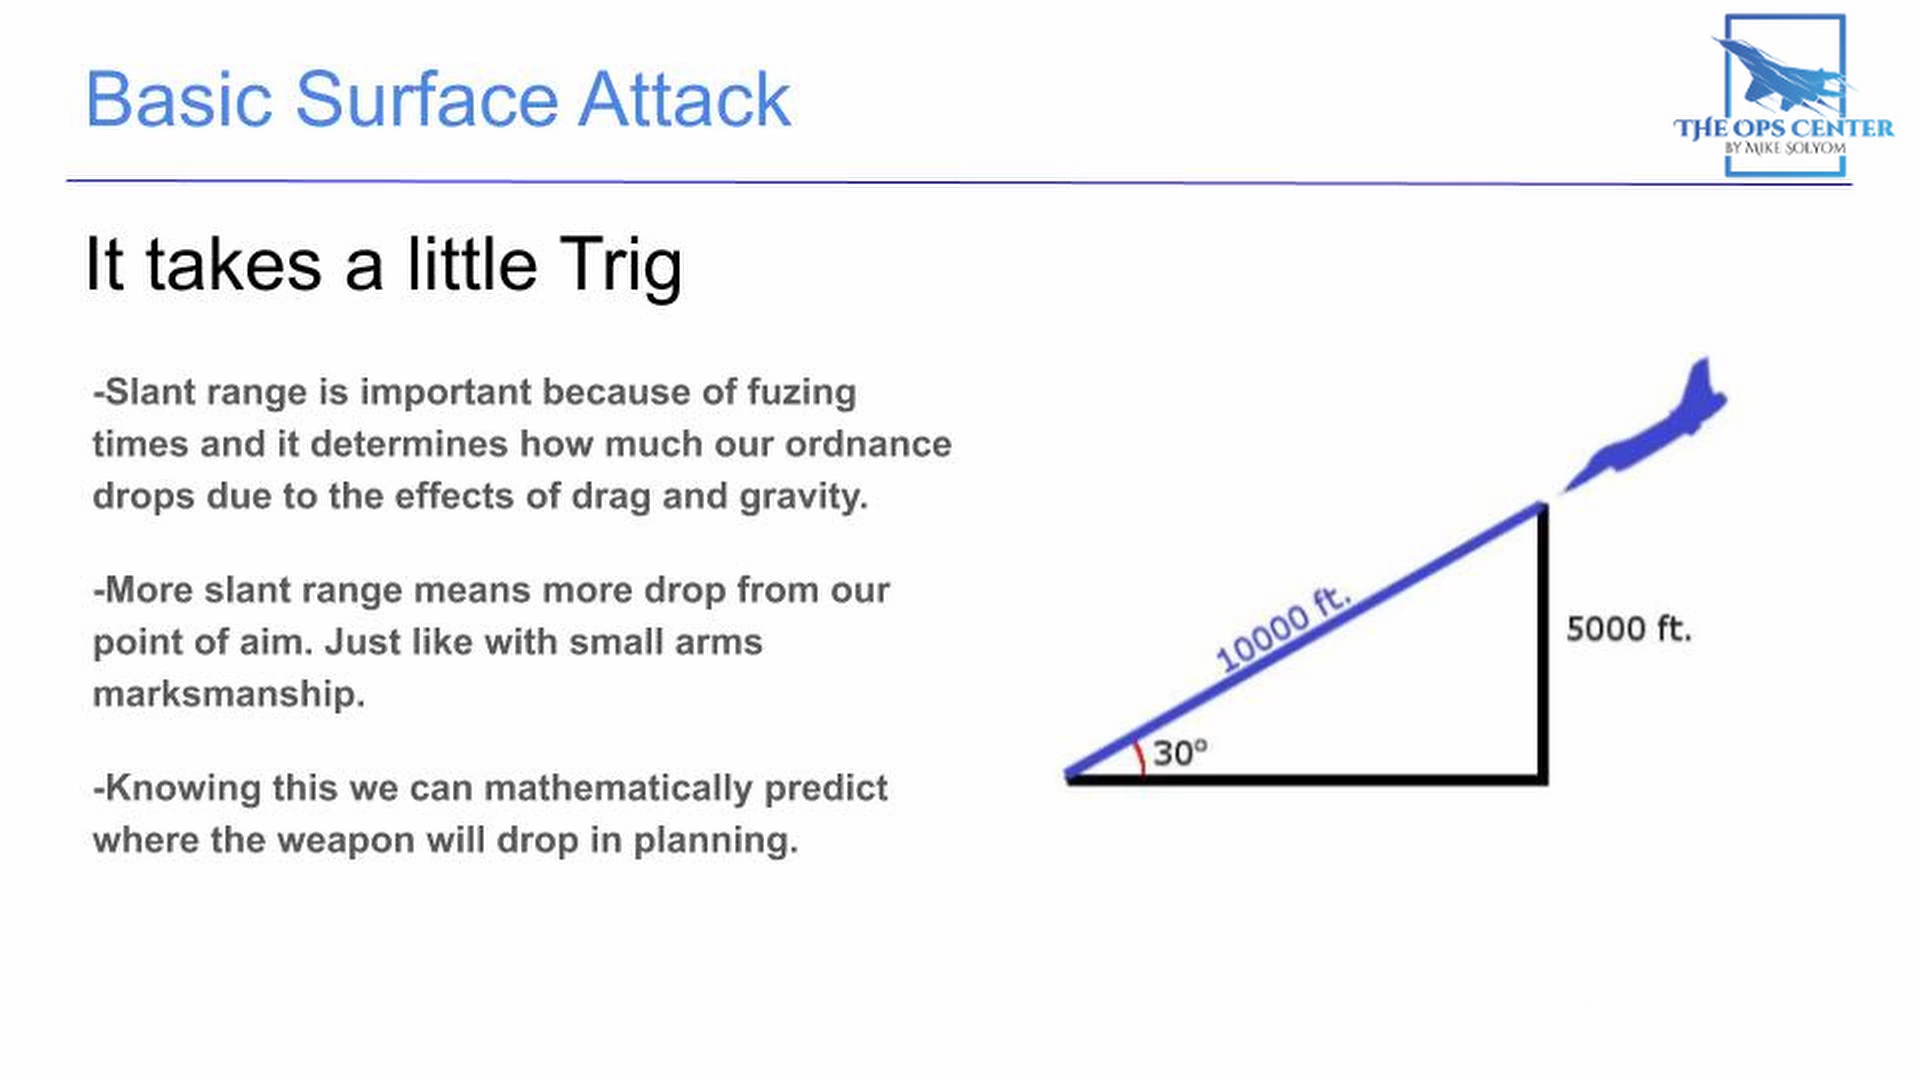 Basic Surface Attack
THE OPS CENTER
BY MIKE SOLYOM
It takes a little Trig
-Slant range is important because of fuzing
times and it determines how much our ordnance
drops due to the effects of drag and gravity.
-More slant range means more drop from our
point of aim. Just like with small arms
marksmanship.
-Knowing this we can mathematically predict
where the weapon will drop in planning.
10000 ft.
5000 ft.
30º